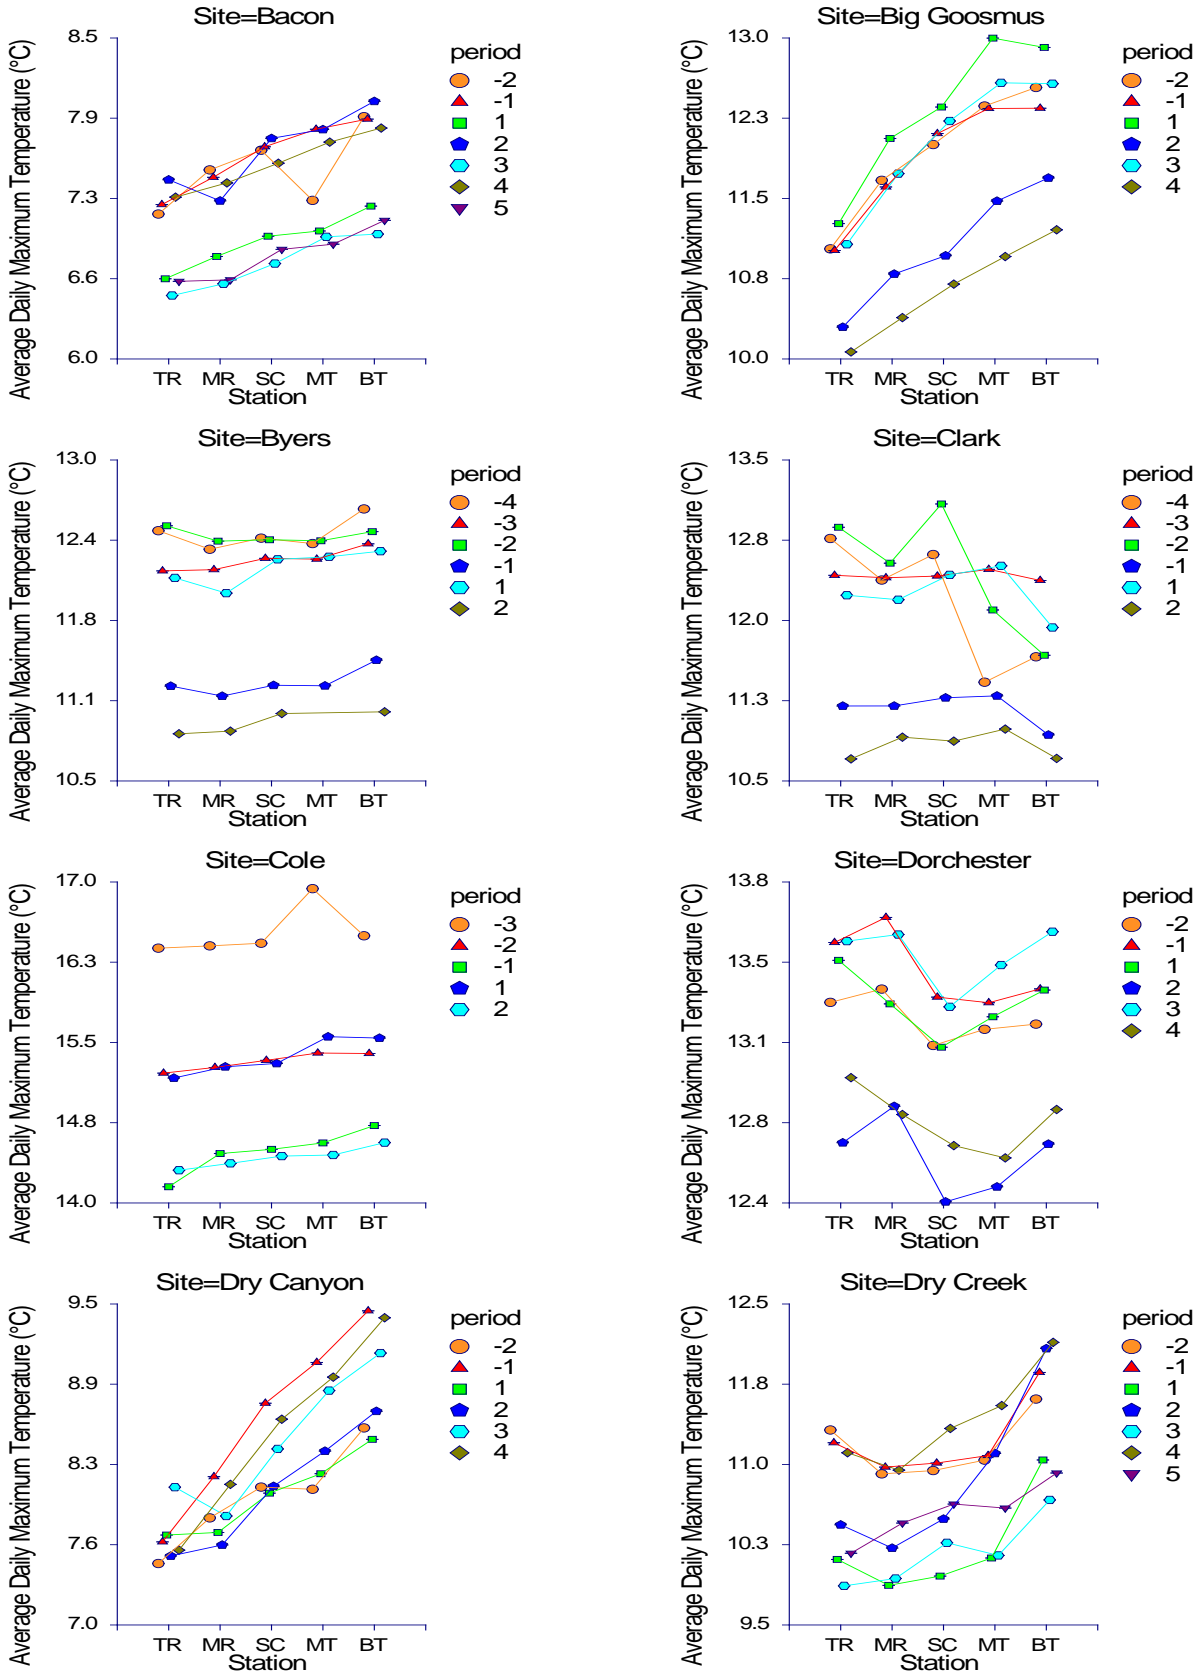 Site=Bacon
Average Daily Maximum Temperature (°C)
8.5
7.9
7.3
6.6
6.0
TR MR SC MT BT
Station
period
-2
-1
1
2
3
4
5
Site=Big Goosmus
Average Daily Maximum Temperature (°C)
13.0
12.3
11.5
10.8
10.0
TR MR SC MT BT
Station
period
-2
-1
1
2
3
4
Site=Byers
Average Daily Maximum Temperature (°C)
13.0
12.4
11.8
11.1
10.5
TR MR SC MT BT
Station
period
-4
-3
-2
-1
1
2
Site=Clark
Average Daily Maximum Temperature (°C)
13.5
12.8
12.0
11.3
10.5
TR MR SC MT BT
Station
period
-4
-3
-2
-1
1
2
Site=Cole
Average Daily Maximum Temperature (°C)
17.0
16.3
15.5
14.8
14.0
TR MR SC MT BT
Station
period
-3
-2
-1
1
2
Site=Dorchester
Average Daily Maximum Temperature (°C)
13.8
13.5
13.1
12.8
12.4
TR MR SC MT BT
Station
period
-2
-1
1
2
3
4
Site=Dry Canyon
Average Daily Maximum Temperature (°C)
9.5
8.9
8.3
7.6
7.0
TR MR SC MT BT
Station
period
-2
-1
1
2
3
4
Site=Dry Creek
Average Daily Maximum Temperature (°C)
12.5
11.8
11.0
10.3
9.5
TR MR SC MT BT
Station
period
-2
-1
1
2
3
4
5